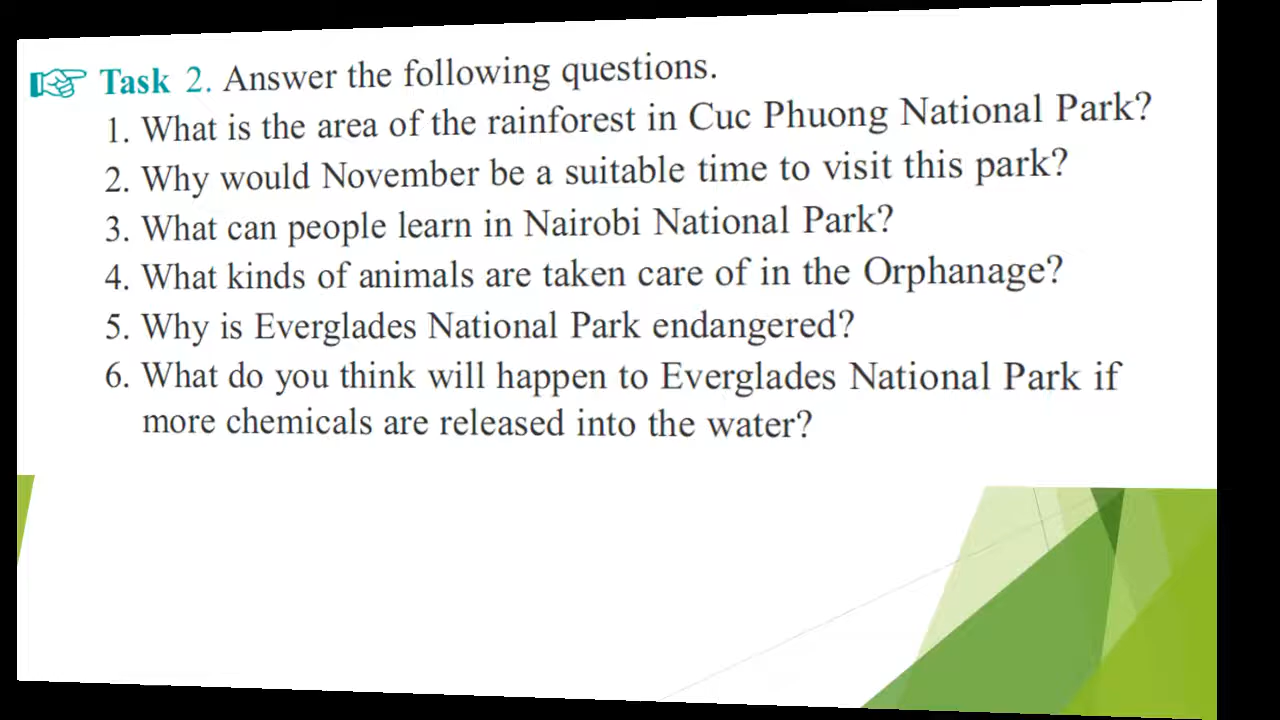 Task 2. Answer the following questions.
1. What is the area of the rainforest in Cuc Phuong National Park?
2. Why would November be a suitable time to visit this park?
3. What can people learn in Nairobi National Park?
4. What kinds of animals are taken care of in the Orphanage?
5. Why is Everglades National Park endangered?
6. What do you think will happen to Everglades National Park if
more chemicals are released into the water?